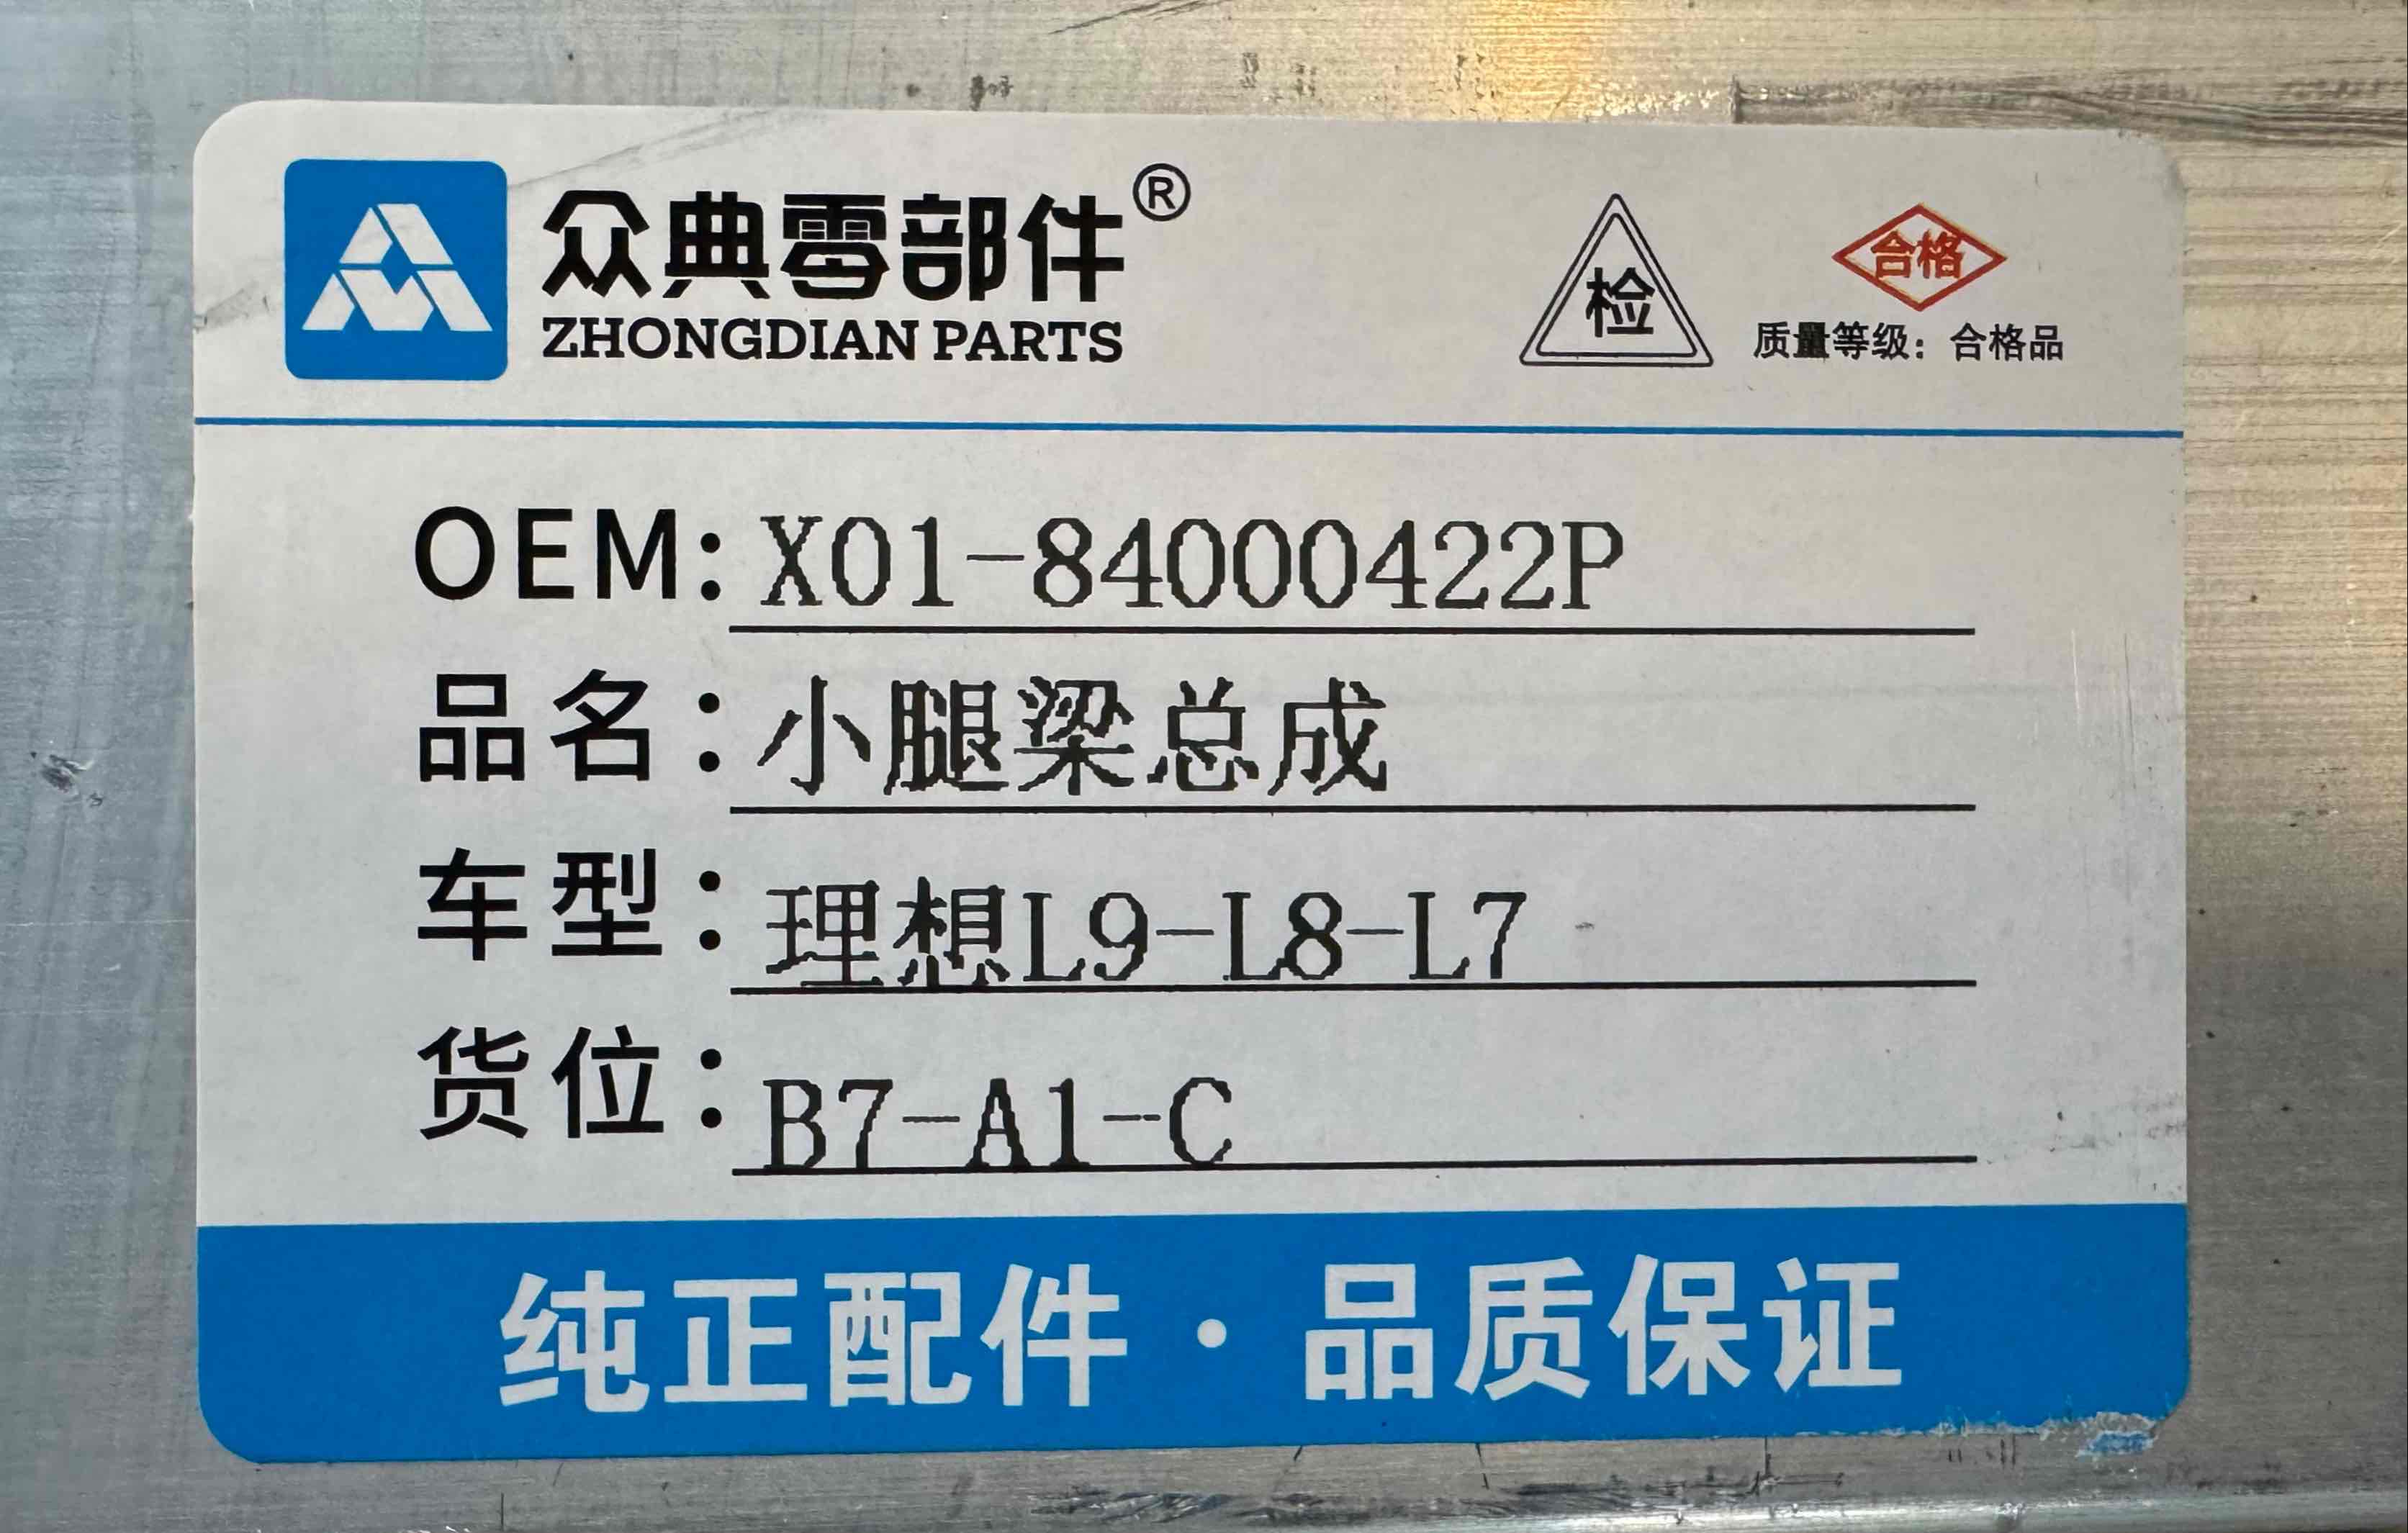 众典零部件®
ZHONGDIAN PARTS
检
合格
质量等级：合格品
OEM：X01-84000422P
品名：小腿梁总成
车型：理想L9-L8-L7
货位：B7-A1-C
纯正配件·品质保证